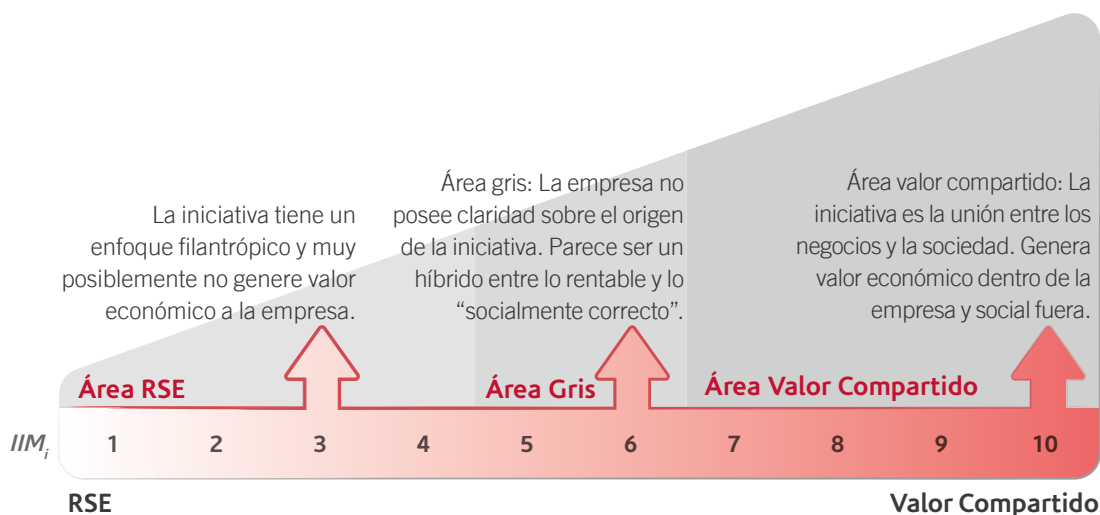 La iniciativa tiene un
enfoque filantrópico y muy
posiblemente no genere valor
económico a la empresa.
Área gris: La empresa no
posee claridad sobre el origen
de la iniciativa. Parece ser un
híbrido entre lo rentable y lo
“socialmente correcto”.
Área valor compartido: La
iniciativa es la unión entre los
negocios y la sociedad. Genera
valor económico dentro de la
empresa y social fuera.
Área RSE
Área Gris
Área Valor Compartido
IIMi 1 2 3 4 5 6 7 8 9 10
RSE
Valor Compartido